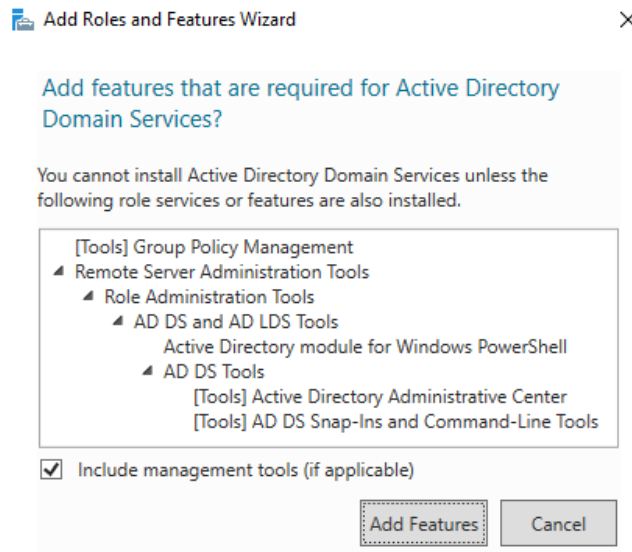 Add Roles and Features Wizard
Add features that are required for Active Directory
Domain Services?
You cannot install Active Directory Domain Services unless the
following role services or features are also installed.
[Tools] Group Policy Management
Remote Server Administration Tools
Role Administration Tools
AD DS and AD LDS Tools
Active Directory module for Windows PowerShell
AD DS Tools
[Tools] Active Directory Administrative Center
[Tools] AD DS Snap-Ins and Command-Line Tools
Include management tools (if applicable)
Add Features Cancel